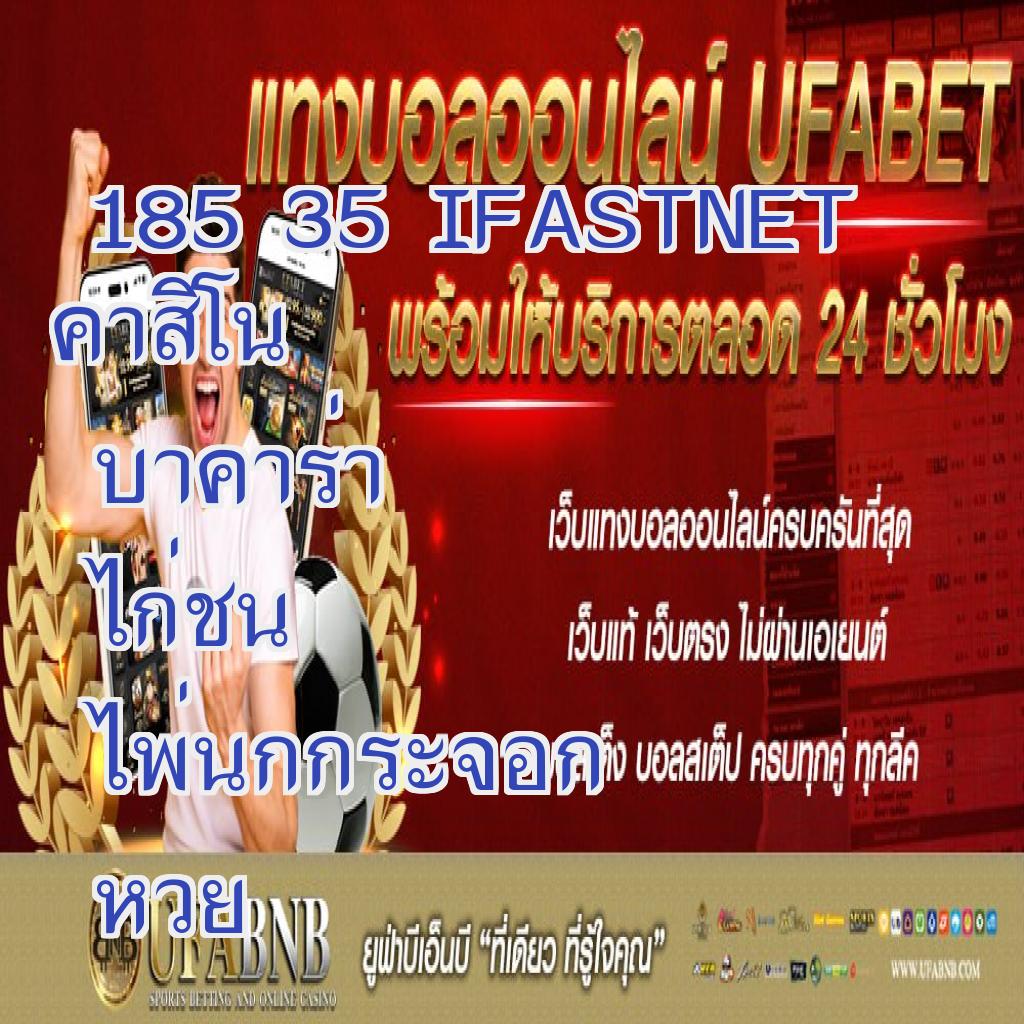 แทงบอลออนไลน์ UFABET
185 35 IFASTNET
คาสิโน
พร้อมให้บริการตลอด 24 ชั่วโมง
บาคาร่า
เว็บแทงบอลออนไลน์ครบครันที่สุด
ไก่ชน
เว็บแท้ เว็บตรง ไม่ผ่านเอเยนต์
ไพ่นกกระจอก
บอลสเต็ป ครบทุกคู่ ทุกลีค
หวย
UFABNB
SPORTS BETTING AND ONLINE CASINO
ยูฟ่าบีเอ็นบี “ที่เดียว ที่รู้ใจคุณ”
WWW.UFABNB.COM